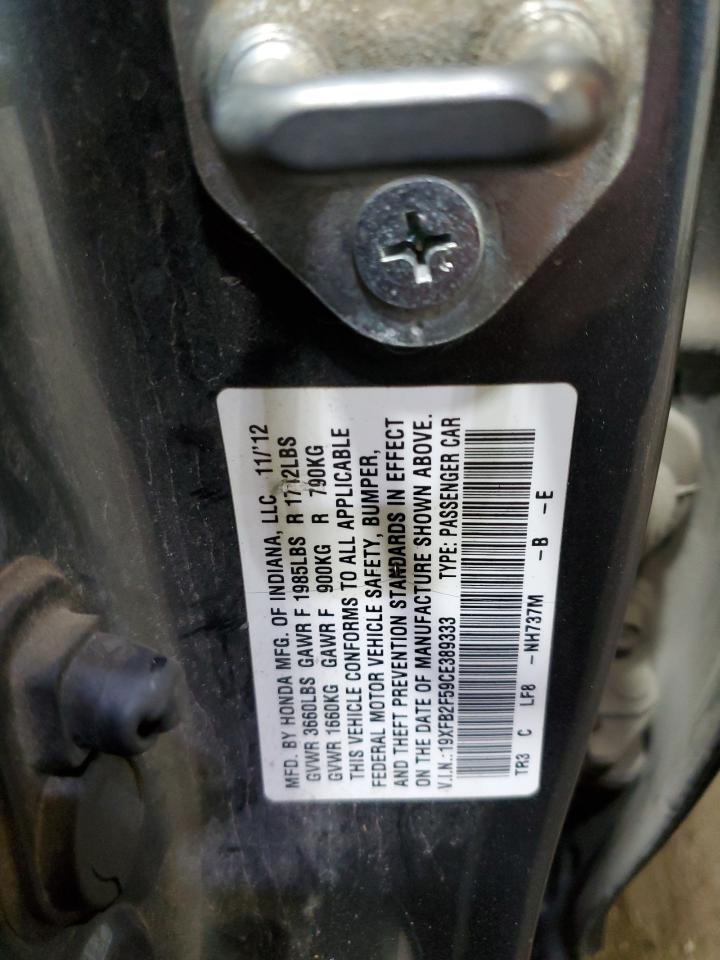 MFD. BY HONDA MFG. OF INDIANA, LLC 11/'12
GVWR 3660LBS GAWR F 1985LBS R
GVWR 1660KG GAWR F 900KG R 790KG
THIS VEHICLE CONFORMS TO ALL APPLICABLE
FEDERAL MOTOR VEHICLE SAFETY, BUMPER,
AND THEFT PREVENTION STANDARDS IN EFFECT
ON THE DATE OF MANUFACTURE SHOWN ABOVE.
V.I.N.:19XFB2F59CE389333 TYPE: PASSENGER CAR
TR3 C LF8 -NH737M -B -E